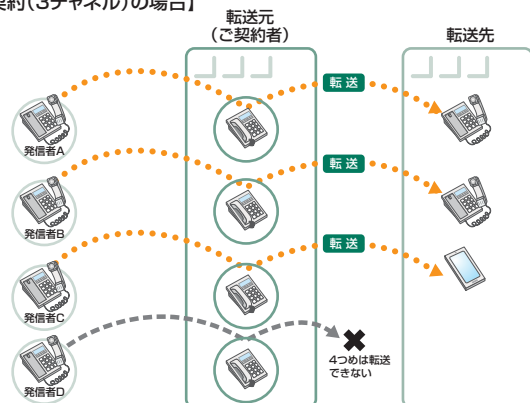 契約（3チャネル）の場合】
転送元
（ご契約者）
転送先
転 送
発信者A
転 送
発信者B
転 送
発信者C
4つめは転送
できない
発信者D